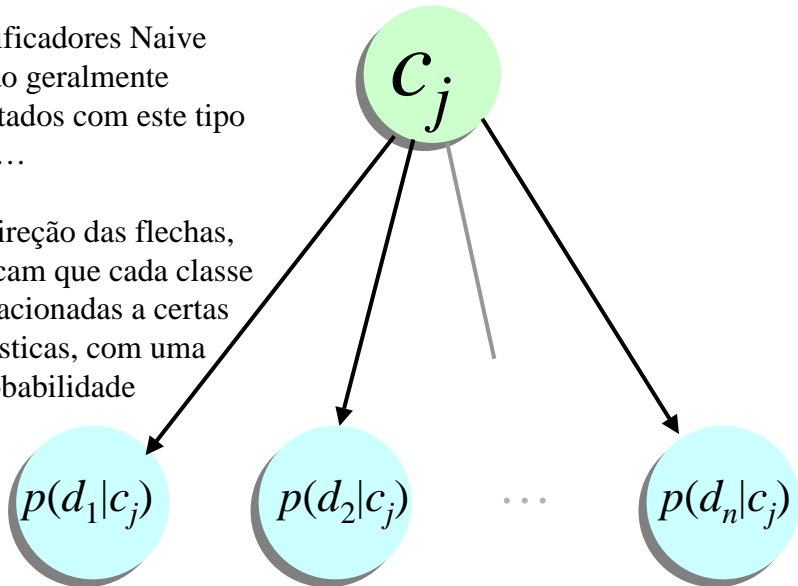 ificadores Naive
o geralmente
tados com este tipo
…
ireção das flechas,
cam que cada classe
acionadas a certas
sticas, com uma
babilidade
c_j
p(d_1|c_j)
p(d_2|c_j)
…
p(d_n|c_j)